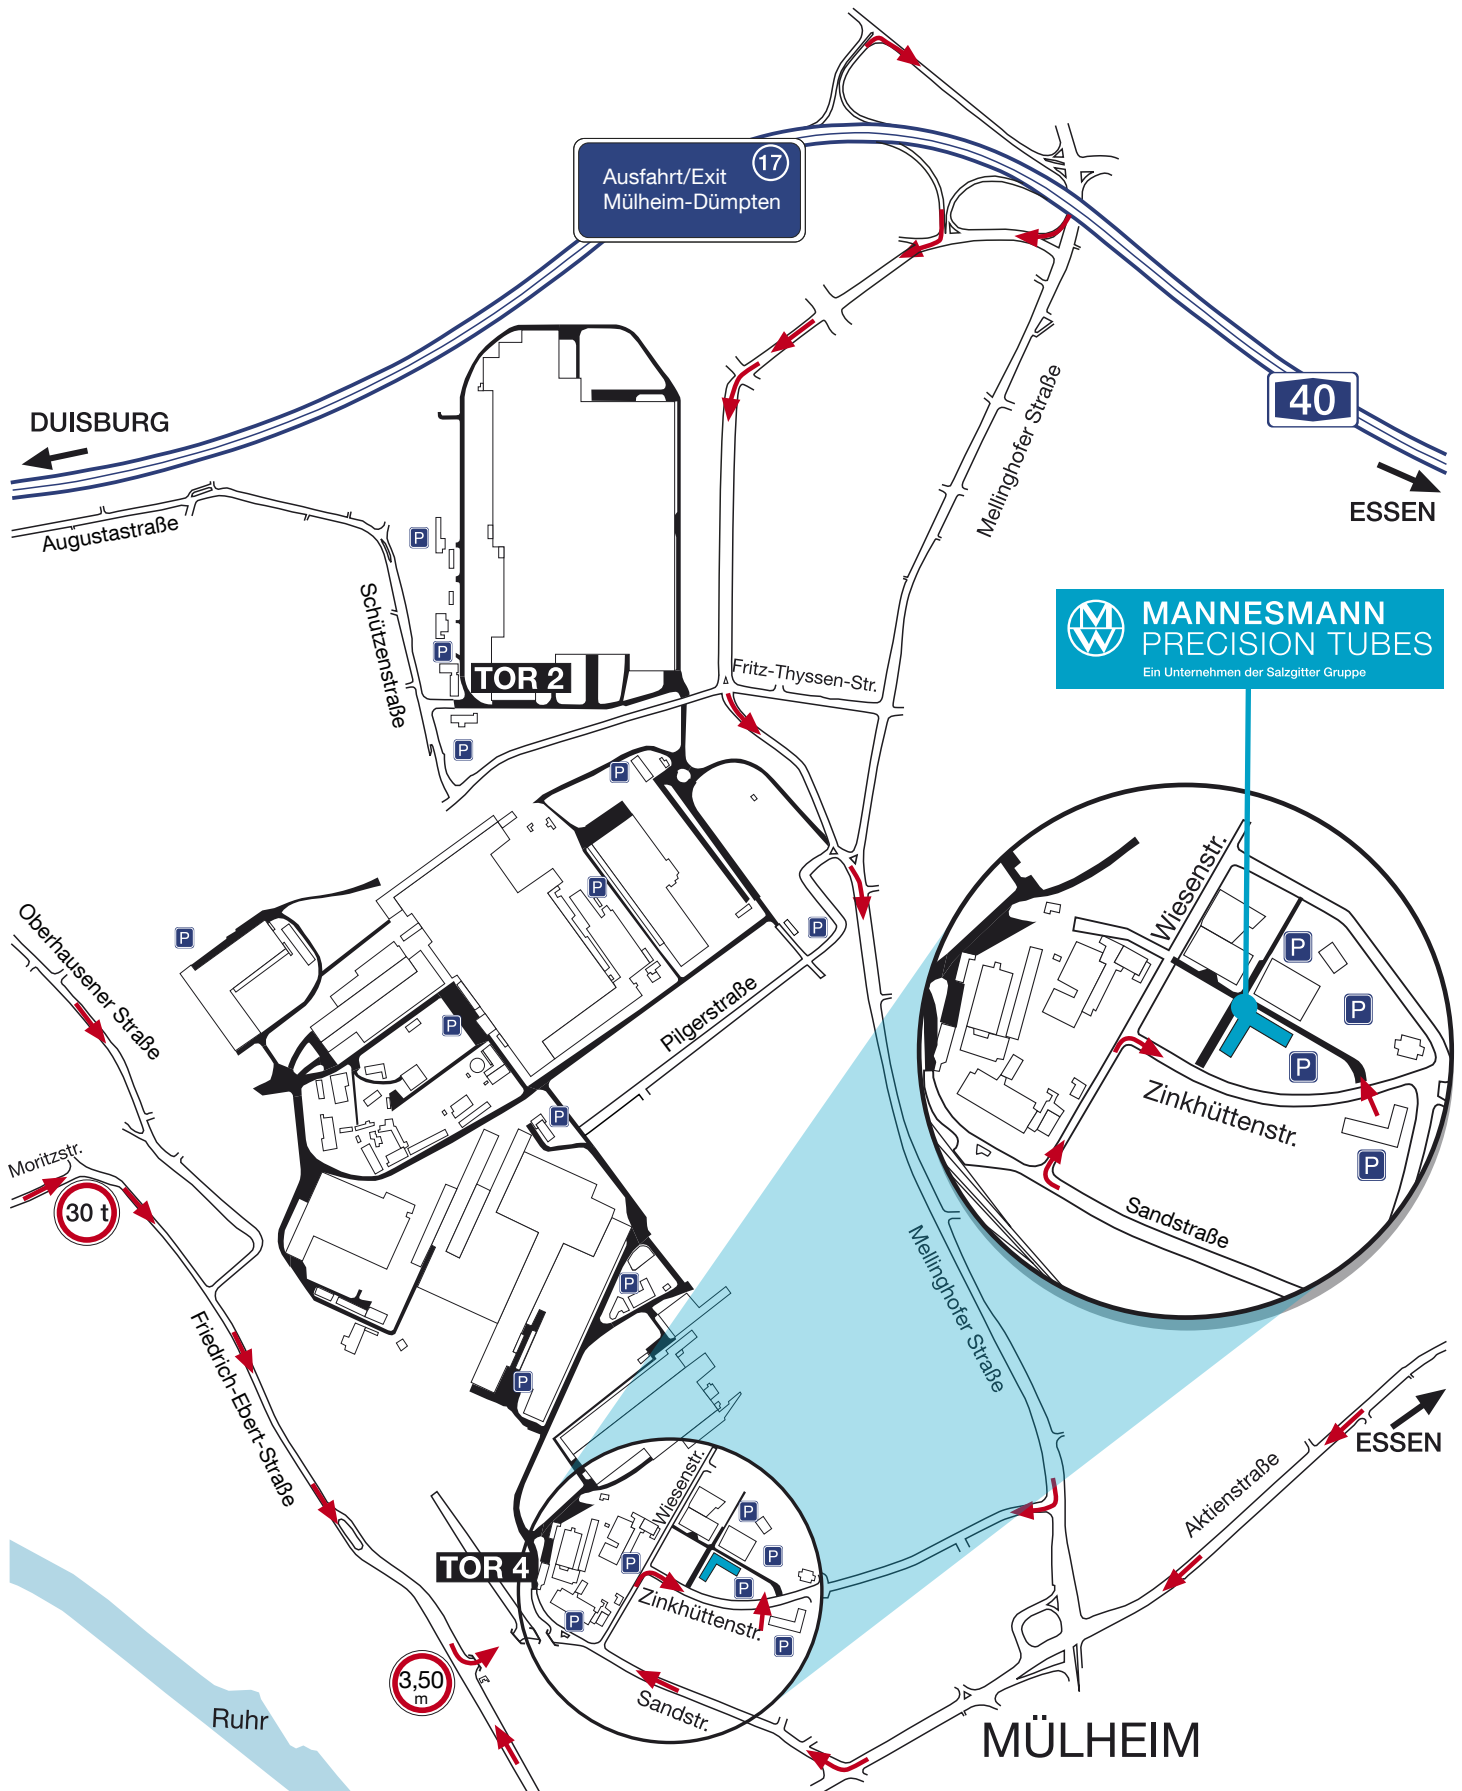 17
Ausfahrt/Exit
Mülheim-Dümpten
40
DUISBURG
ESSEN
Augustastraße
Mellinghofer Straße
P
Schützenstraße
P
TOR 2
Fritz-Thyssen-Str.
MW
MANNESMANN
PRECISION TUBES
Ein Unternehmen der Salzgitter Gruppe
P
P
P
P
P
Oberhausener Straße
Pilgerstraße
P
P
Wiesenstr.
P
P
P
Zinkhüttenstr.
P
Sandstraße
Moritzstr.
30 t
Mellinghofer Straße
P
P
Friedrich-Ebert-Straße
ESSEN
Aktienstraße
Wiesenstr.
P
P
P
P
TOR 4
Zinkhüttenstr.
P
P
3,50
m
Sandstr.
Ruhr
MÜLHEIM